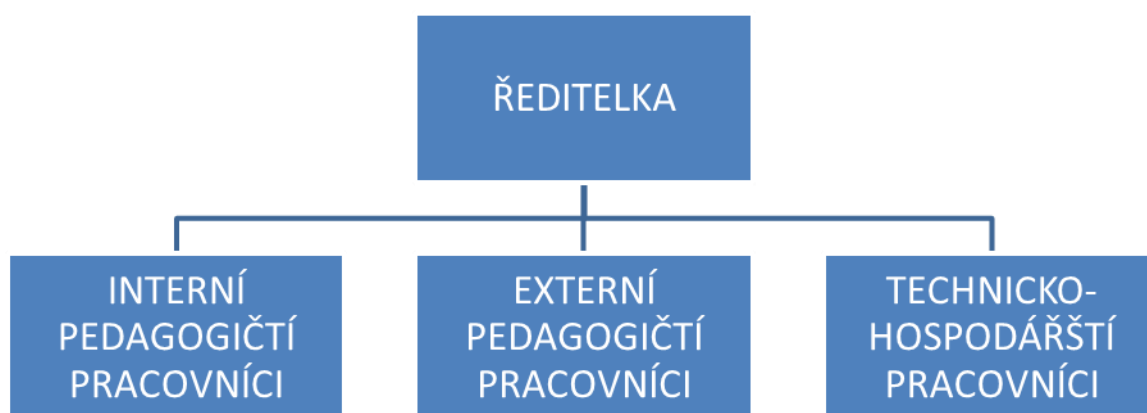 ŘEDITELKA
INTERNÍ
PEDAGOGIČTÍ
PRACOVNÍCI
EXTERNÍ
PEDAGOGIČTÍ
PRACOVNÍCI
TECHNICKO-
HOSPODÁŘŠTÍ
PRACOVNÍCI